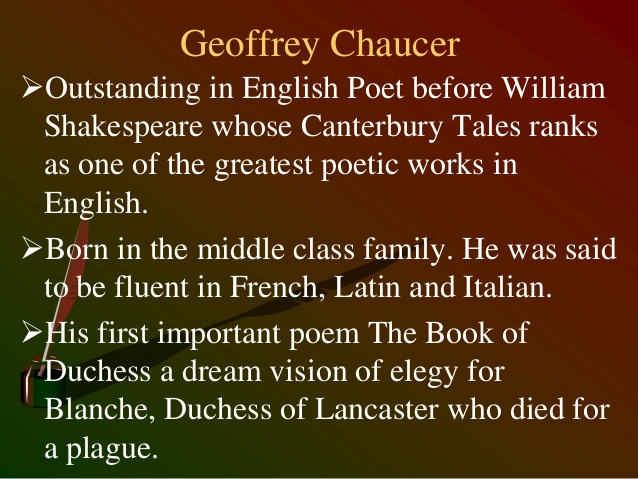 Geoffrey Chaucer
➢Outstanding in English Poet before William
Shakespeare whose Canterbury Tales ranks
as one of the greatest poetic works in
English.
➢Born in the middle class family. He was said
to be fluent in French, Latin and Italian.
➢His first important poem The Book of
Duchess a dream vision of elegy for
Blanche, Duchess of Lancaster who died for
a plague.